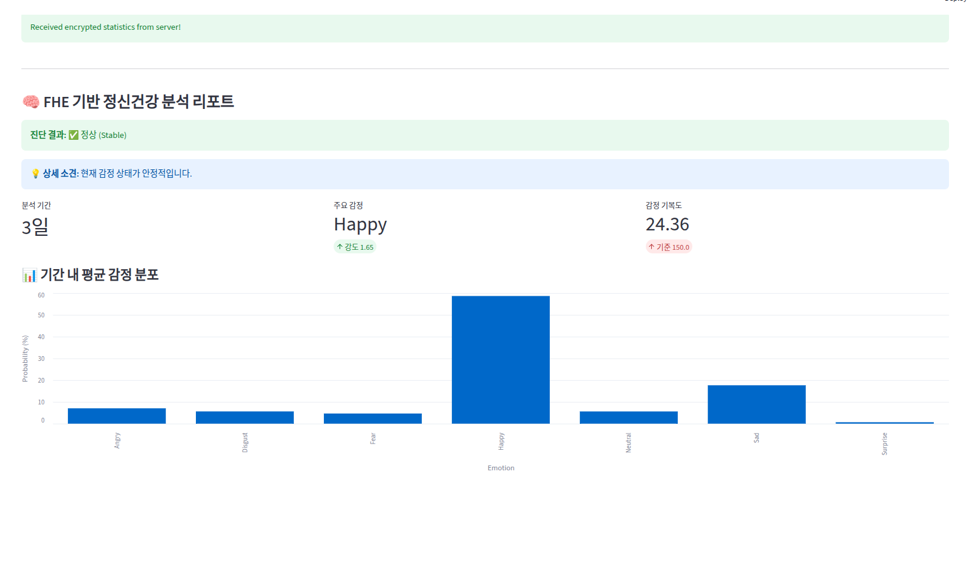 Received encrypted statistics from server!
🧠 FHE 기반 정신건강 분석 리포트
진단 결과: ✅ 정상 (Stable)
💡 상세 소견: 현재 감정 상태가 안정적입니다.
분석 기간
3일
주요 감정
Happy
↑ 강도 1.65
감정 기복도
24.36
↑ 기준 150.0
📊 기간 내 평균 감정 분포
Probability (%)
60
50
40
30
20
10
0
Angry
Disgust
Fear
Happy
Neutral
Sad
Surprise
Emotion